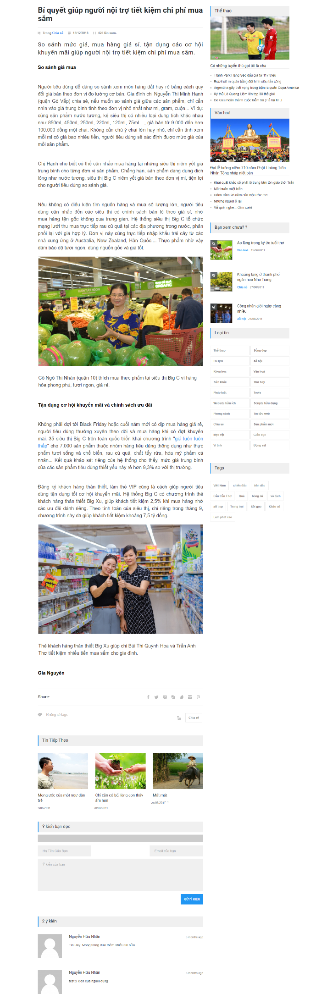 Bí quyết giúp người nội trợ tiết kiệm chi phí mua
sắm
Trong Chia sẻ 18/12/2018 425 lần xem.
So sánh mức giá, mua hàng giá sỉ, tận dụng các cơ hội
khuyến mãi giúp người nội trợ tiết kiệm chi phí mua sắm.
So sánh giá mua
Người tiêu dùng dễ dàng so sánh xem món hàng đắt hay rẻ bằng cách quy
đổi giá bán theo đơn vị đo lường cơ bản. Gia đình chị Nguyễn Thị Minh Hạnh
(quận Gò Vấp) chia sẻ, nếu muốn so sánh giá giữa các sản phẩm, chỉ cần
nhìn vào giá trung bình tính theo đơn vị nhỏ nhất như ml, gram, cuộn... Ví dụ:
cùng sản phẩm nước tương, kệ siêu thị có nhiều loại dung tích khác nhau
như 850ml, 450ml, 250ml, 220ml, 120ml, 75ml...., giá bán từ 9.000 đến hơn
100.000 đồng một chai. Không cần chú ý chai lớn hay nhỏ, chỉ cần tính xem
mỗi ml có giá bao nhiêu tiền, người tiêu dùng sẽ xác định được mức giá của
mỗi sản phẩm.
Chị Hạnh cho biết có thể cân nhắc mua hàng tại những siêu thị niêm yết giá
trung bình cho từng đơn vị sản phẩm. Chẳng hạn, sản phẩm dạng dung dịch
lỏng như nước tương, siêu thị Big C niêm yết giá bán theo đơn vị ml, tiện lợi
cho người tiêu dùng so sánh giá.
Nếu không có điều kiện tìm nguồn hàng và mua số lượng lớn, người tiêu
dùng cân nhắc đến các siêu thị có chính sách bán lẻ theo giá sỉ, nhờ
mua hàng tận gốc không qua trung gian. Hệ thống siêu thị Big C tổ chức
mạng lưới thu mua trực tiếp rau củ quả tại các địa phương trong nước, phân
phối lại với giá hợp lý. Đơn vị này cũng trực tiếp nhập khẩu trái cây từ các
nhà cung ứng ở Australia, New Zealand, Hàn Quốc.... Thực phẩm nhờ vậy
đảm bảo độ tươi ngon, đúng nguồn gốc và giá tốt.
LUÔN TƯƠI NGON
RAU CỦ QUẢ
ORGANIC
Cô Ngô Thị Nhàn (quận 10) thích mua thực phẩm tại siêu thị Big C vì hàng
hóa phong phú, tươi ngon, giá rẻ.
Tận dụng cơ hội khuyến mãi và chính sách ưu đãi
Không phải đợi tới Black Friday hoặc cuối năm mới có dịp mua hàng giá rẻ,
người tiêu dùng thường xuyên theo dõi và mua hàng khi có đợt khuyến
mãi. 35 siêu thị Big C trên toàn quốc triển khai chương trình "giá luôn luôn
thấp" cho 7.000 sản phẩm thuộc nhóm hàng tiêu dùng thông dụng như thực
phẩm tươi sống và chế biến, rau củ quả, chất tẩy rửa, hóa mỹ phẩm cá
nhân... Kết quả khảo sát riêng của hệ thống cho thấy, mức giá trung bình
của các sản phẩm tiêu dùng thiết yếu này rẻ hơn 9,3% so với thị trường.
Đăng ký khách hàng thân thiết, làm thẻ VIP cũng là cách giúp người tiêu
dùng tận dụng tốt cơ hội khuyến mãi. Hệ thống Big C có chương trình thẻ
khách hàng thân thiết Big Xu, giúp khách tiết kiệm 2,5% khi mua hàng nhờ
các ưu đãi dành riêng. Theo tính toán của siêu thị, chỉ riêng trong tháng 9,
chương trình này đã giúp khách tiết kiệm khoảng 7,5 tỷ đồng.
Thẻ khách hàng thân thiết Big Xu giúp chị Bùi Thị Quỳnh Hoa và Trần Anh
Thơ tiết kiệm nhiều tiền mua sắm cho gia đình.
Gia Nguyên
Share:
Không có tags
Chia sẻ
Tin Tiếp Theo
Mong ước của một ngư dân
trẻ
9/06/2011
Chỉ cần có bố, lòng con thấy
ấm hơn
28/06/2011
Mất mát
26/06/2011
Ý kiến bạn đọc
Họ Tên Của Bạn
Email của bạn
Ý kiến của bạn
GỬI Ý KIẾN
2 ý kiến
Nguyễn Hữu Nhân 3 months ago
Tin Hay. Mong trang đưa thêm nhiều tin nữa
Nguyễn Hữu Nhân 3 months ago
test y kien cua nguoi dung'
Thể thao
Có những tuyển thủ gọi tôi là cha
Tranh Park Hang Seo đấu giá từ 117 triệu
Brazil sẽ ra quân bằng đội hình siêu tấn công
Argentina gây thất vọng trong trận ra quân Copa America
Kỳ thủ Lê Quang Liêm lên top 30 thế giới
De Gea hoàn thành cuộc kiểm tra y tế tại M.U
Văn hoá
Đại lễ tưởng niệm 710 năm Phật Hoàng Trần
Nhân Tông nhập niết bàn
Khai quật khảo cổ phát lộ trung tâm tôn giáo thời Trần
Mắt buồn miệt biển
Hành trình 28 năm của một ước mơ
Những người ở lại
Về quê, nghe... đám cưới
Bạn xem chưa? ?
Ao làng trong ký ức tuổi thơ
Văn hoá 15/06/2011
Khoảng lặng ở thành phố
ngàn hoa Nha Trang
Chia sẻ 27/06/2011
Công nhân giỏi ngày càng
nhiều
Xã hội 21/06/2011
Loại tin
Thể thao Sống đẹp
Du lịch Xã hội
Khoa học Văn hoá
Sức khỏe Thơ hay
Pháp luật Tools
Website hữu ích Scripts hữu dụng
Phong cảnh Tin tức web
Chia sẻ Sản phẩm mới
Mẹo vặt Giáo dục
Vi tính Động vật
Tags
Việt Nam chiến đấu trận đấu
Cầu Cần Thơ Quà bóng đá vô địch
aff cup Trang trại Sốt gạo Khảo cổ
Lạm phát cao